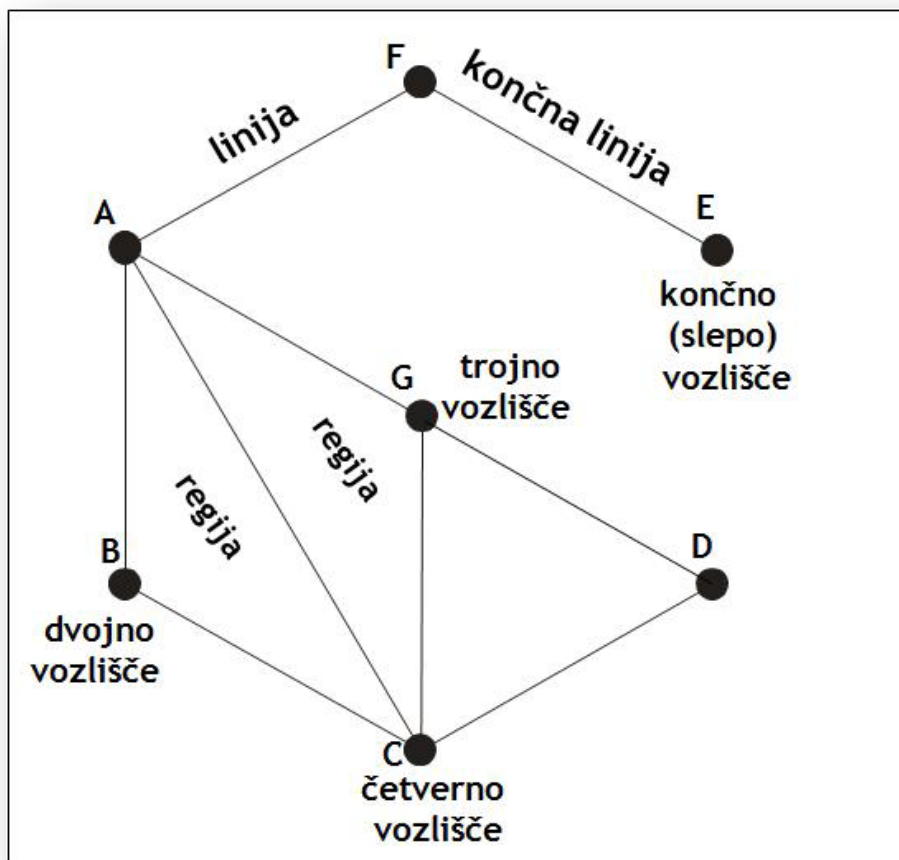 F
končna linija
linija
A
E
končno
(slepo)
vozlišče
G
trojno
vozlišče
regija
regija
B
D
dvojno
vozlišče
C
četverno
vozlišče